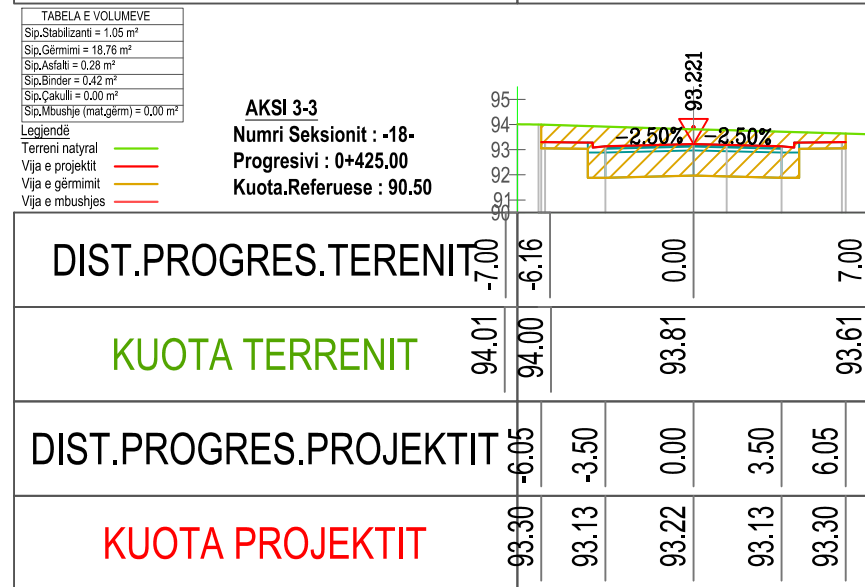 TABELA E VOLUMEVE
Sip.Stabilizanti = 1.05 m²
Sip.Gërmimi = 18.76 m²
Sip.Asfalti = 0.28 m²
Sip.Binder = 0.42 m²
Sip.Çakulli = 0.00 m²
Sip.Mbushje (mat.gërm) = 0.00 m²
Legjendë
Terreni natyral
Vija e projektit
Vija e gërmimit
Vija e mbushjes
AKSI 3-3
Numri Seksionit : -18-
Progresivi : 0+425.00
Kuota.Referuese : 90.50
93.221
95
94
93
92
91
90
-2.50% -2.50%
DIST.PROGRES.TERENIT -7.00 -6.16 0.00 7.00
KUOTA TERRENIT 94.01 94.00 93.81 93.61
DIST.PROGRES.PROJEKTIT -6.05 -3.50 0.00 3.50 6.05
KUOTA PROJEKTIT 93.30 93.13 93.22 93.13 93.30